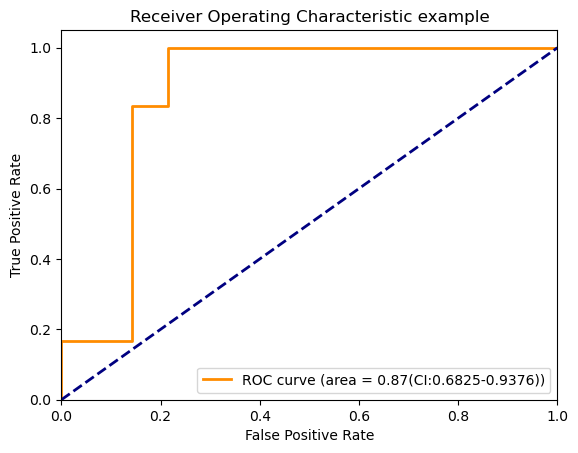 Receiver Operating Characteristic example
True Positive Rate
1.0
0.8
0.6
0.4
0.2
0.0
ROC curve (area = 0.87(CI:0.6825-0.9376))
0.0 0.2 0.4 0.6 0.8 1.0
False Positive Rate